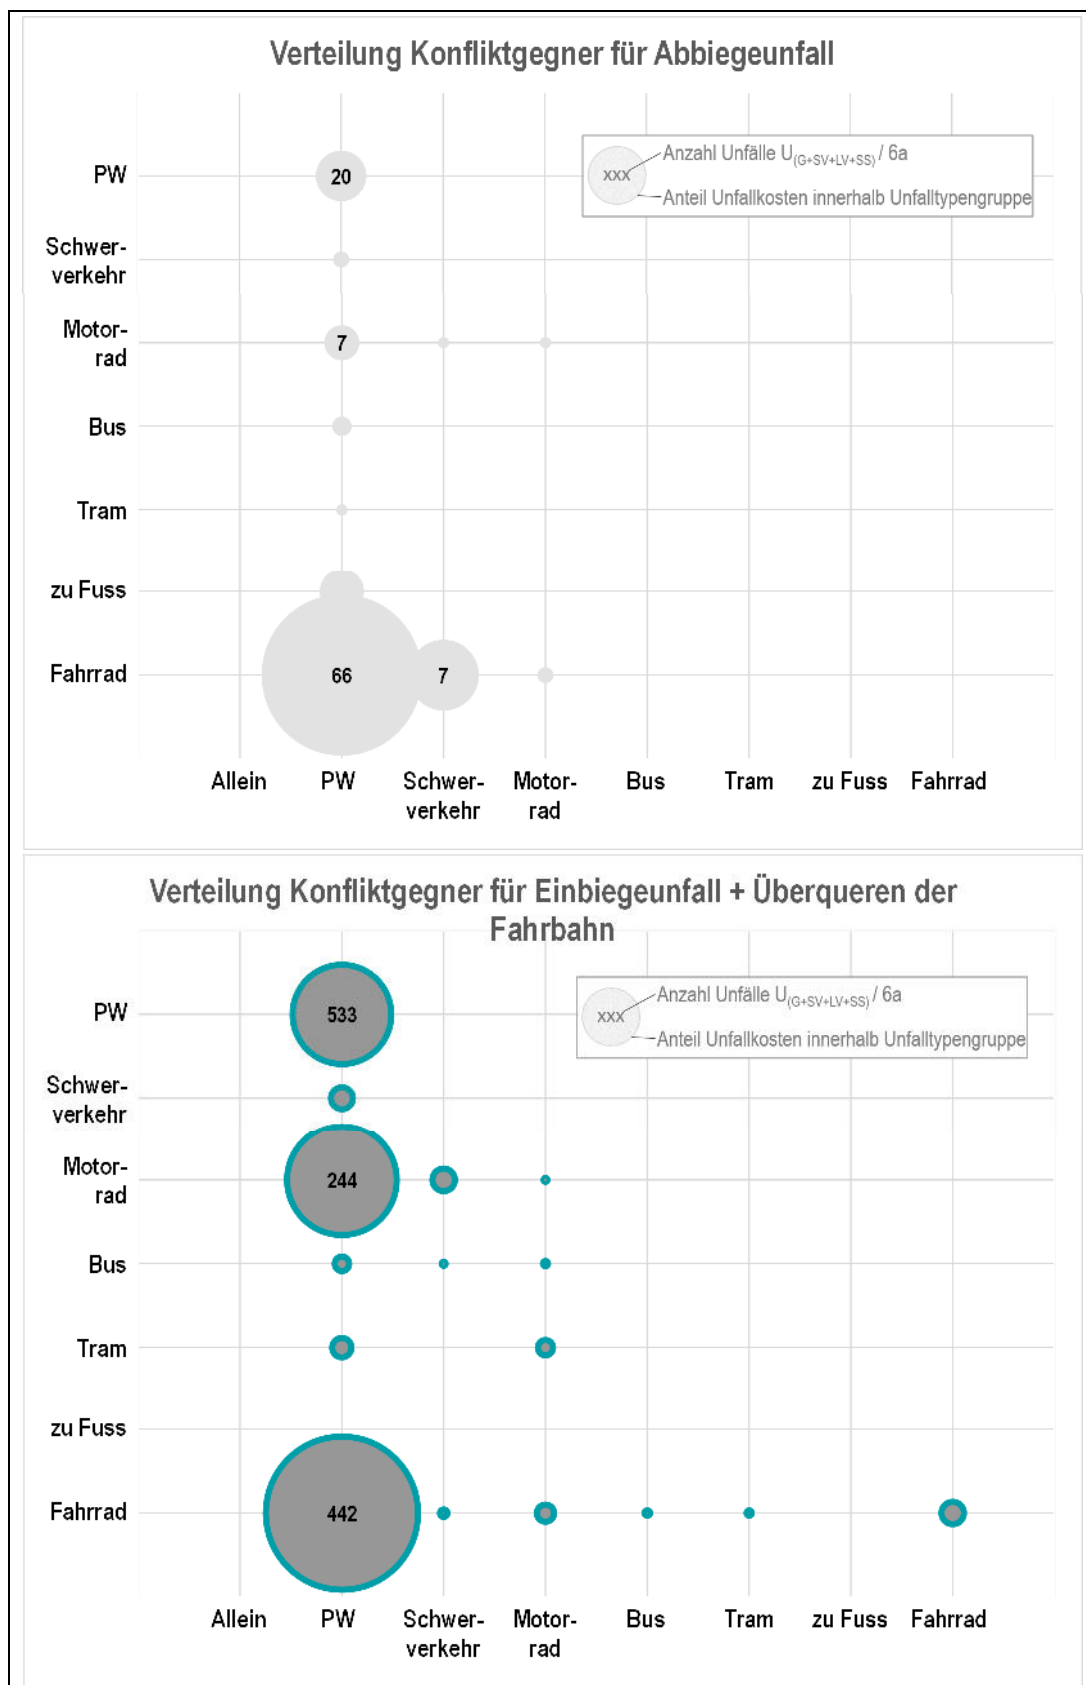 Verteilung Konfliktgegner für Abbiegeunfall
xxx
Anzahl Unfälle U(G+SV+LV+SS) / 6a
Anteil Unfallkosten innerhalb Unfalltypengruppe
PW
20
Schwer-
verkehr
Motor-
rad
7
Bus
Tram
zu Fuss
Fahrrad
66
7
Allein PW Schwer- Motor- Bus Tram zu Fuss Fahrrad
verkehr rad
Verteilung Konfliktgegner für Einbiegeunfall + Überqueren der
Fahrbahn
xxx
Anzahl Unfälle U(G+SV+LV+SS) / 6a
Anteil Unfallkosten innerhalb Unfalltypengruppe
PW
533
Schwer-
verkehr
Motor-
rad
244
Bus
Tram
zu Fuss
Fahrrad
442
Allein PW Schwer- Motor- Bus Tram zu Fuss Fahrrad
verkehr rad